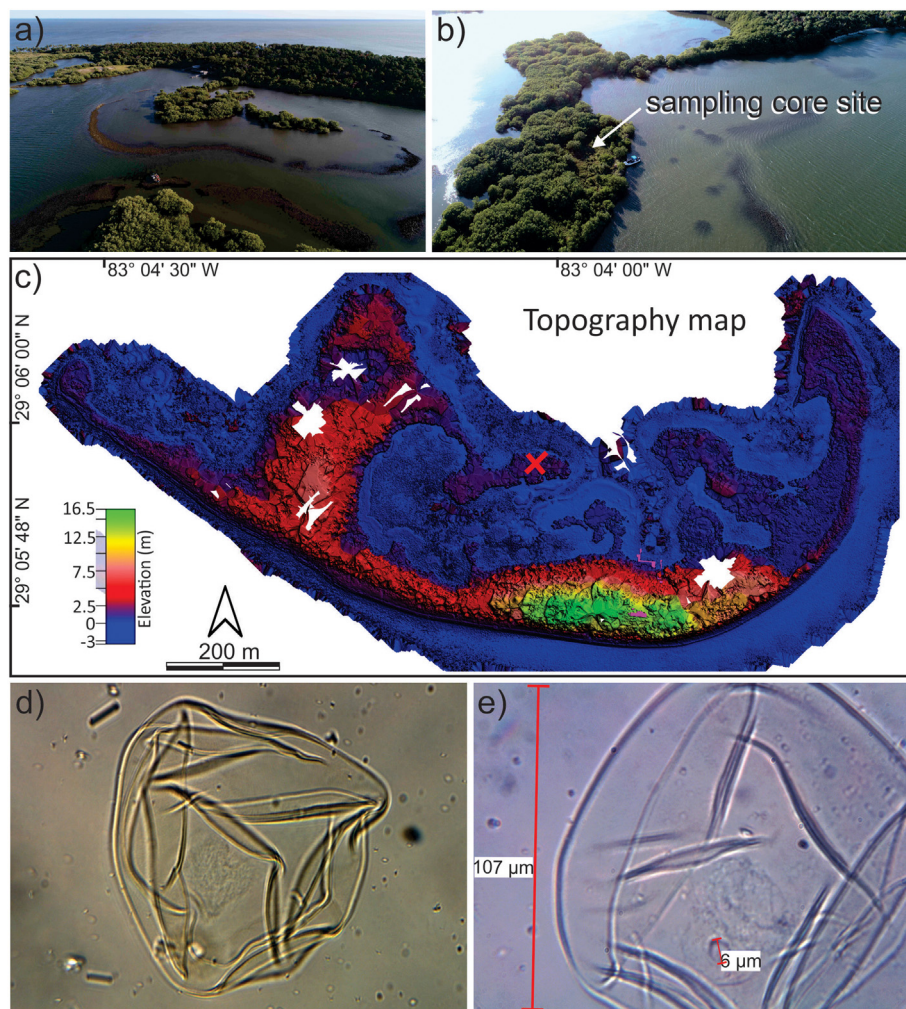 a)
b)
sampling core site
c)
83° 04' 30" W
83° 04' 00" W
Topography map
29° 06' 00" N
29° 05' 48" N
16.5
12.5
7.5
2.5
0
-3
Elevation (m)
200 m
d)
e)
107 µm
6 µm